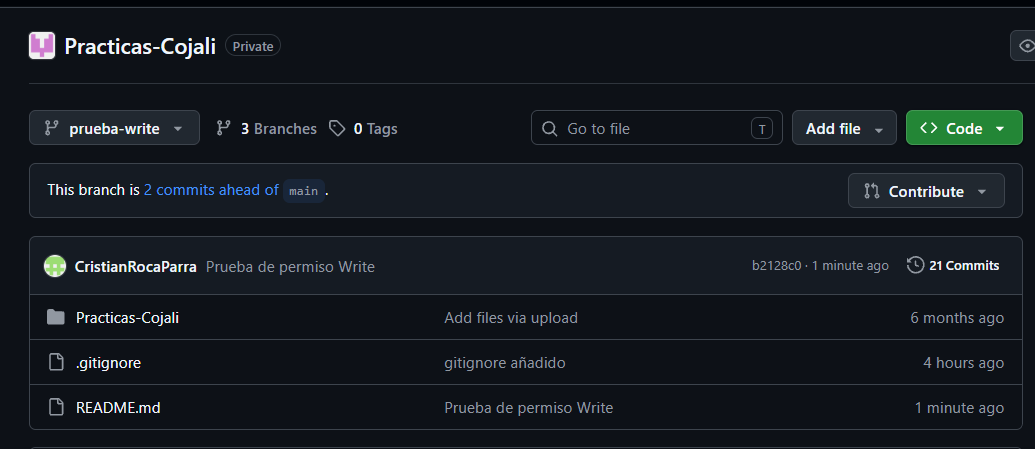 Practicas-Cojali Private
prueba-write 3 Branches 0 Tags Go to file T Add file Code
This branch is 2 commits ahead of main . Contribute
CristianRocaParra Prueba de permiso Write b2128c0 · 1 minute ago 21 Commits
Practicas-Cojali Add files via upload 6 months ago
.gitignore gitignore añadido 4 hours ago
README.md Prueba de permiso Write 1 minute ago